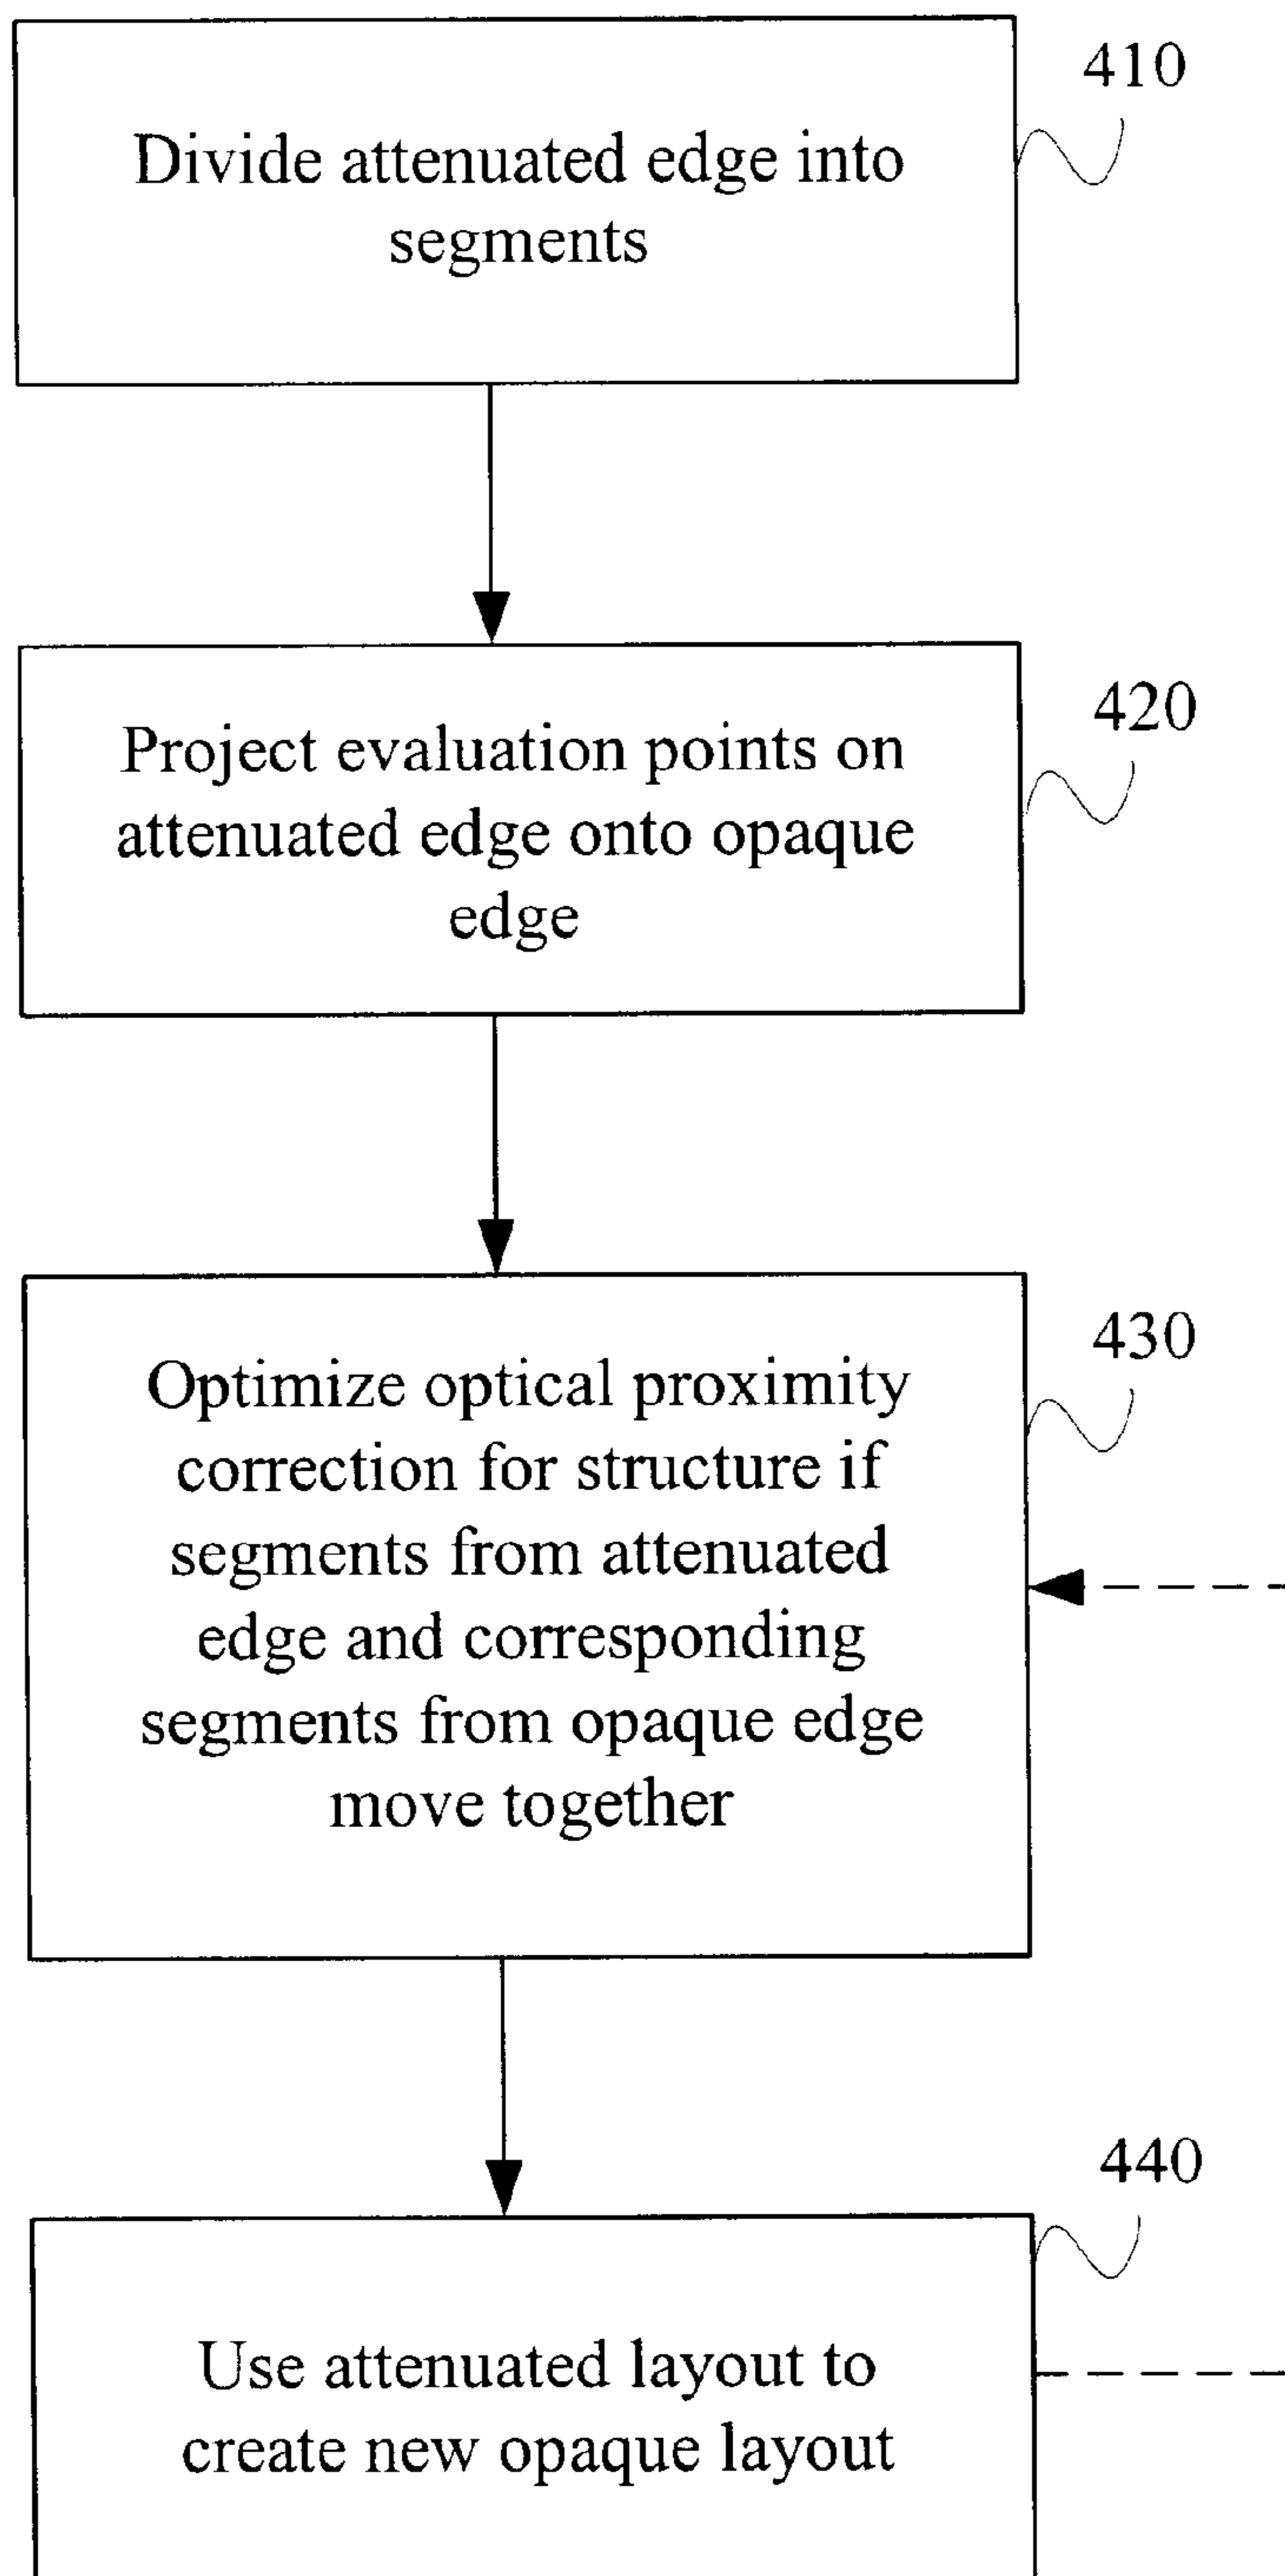 410
Divide attenuated edge into
segments
420
Project evaluation points on
attenuated edge onto opaque
edge
430
Optimize optical proximity
correction for structure if
segments from attenuated
edge and corresponding
segments from opaque edge
move together
440
Use attenuated layout to
create new opaque layout